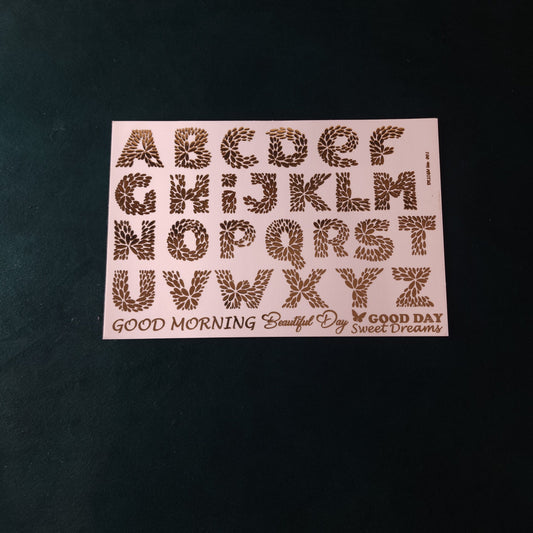 ABCDeF
GHiJKLM
NOPQRST
UVWXYZ
GOOD MORNING Beautiful Day GOOD DAY
Sweet Dreams